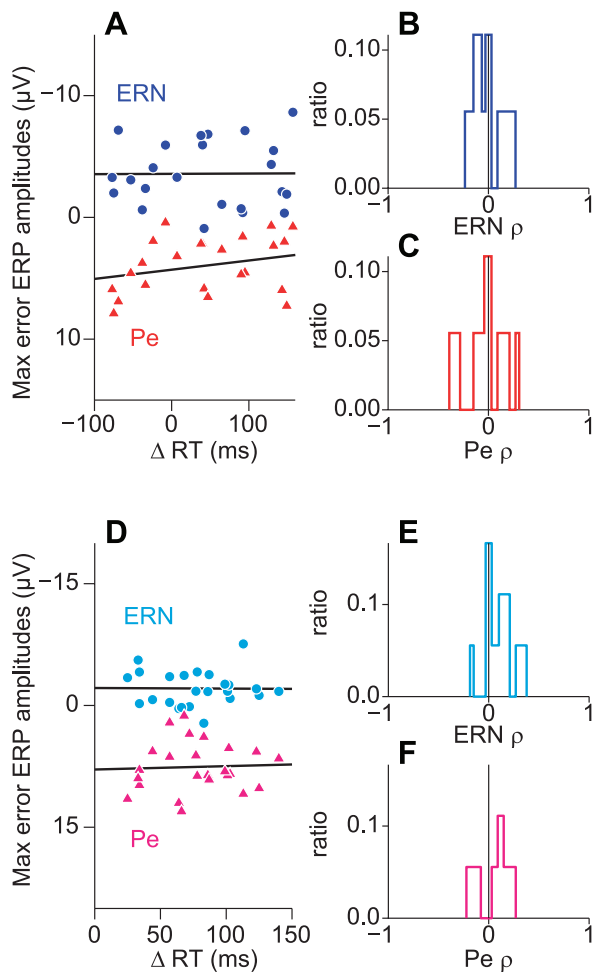 A
Max error ERP amplitudes (μV)
−10
0
10
ERN
Pe
−100
0
100
Δ RT (ms)
B
ratio
0.10
0.05
0.00
−1
0
1
ERN ρ
C
ratio
0.10
0.05
0.00
−1
0
1
Pe ρ
D
Max error ERP amplitudes (μV)
−15
0
15
ERN
Pe
0
50
100
150
Δ RT (ms)
E
ratio
0.1
0.0
−1
0
1
ERN ρ
F
ratio
0.1
0.0
−1
0
1
Pe ρ